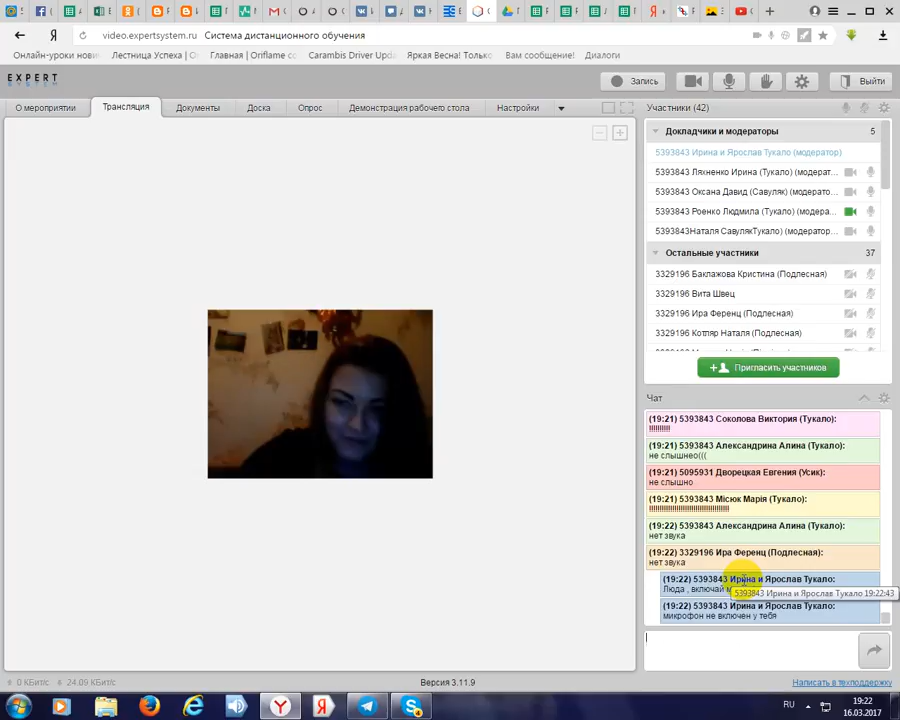 video.expertsystem.ru Система дистанционного обучения
Онлайн-уроки нови
Лестница Успеха | О
Главная | Oriflame c
Carambis Driver Upd
Яркая Весна! Только
Вам сообщение!
Диалоги
EXPERT
SYSTEM
Запись
Выйти
О мероприятии
Трансляция
Документы
Доска
Опрос
Демонстрация рабочего стола
Настройки
Участники (42)
Докладчики и модераторы 5
5393843 Ирина и Ярослав Тукало (модератор)
5393843 Ляхненко Ирина (Тукало) (модерат...
5393843 Оксана Давид (Савуляк) (модерато...
5393843 Роенко Людмила (Тукало) (модера...
5393843Наталя СавулякТукало) (модератор...
Остальные участники 37
3329196 Баклажова Кристина (Подлесная)
3329196 Вита Швец
3329196 Ира Ференц (Подлесная)
3329196 Котляр Наталя (Подлесная)
Пригласить участников
Чат
(19:21) 5393843 Соколова Виктория (Тукало):
!!!!!!!!!!
(19:21) 5393843 Александрина Алина (Тукало):
не слышнео(((
(19:21) 5095931 Дворецкая Евгения (Усик):
не слышно
(19:21) 5393843 Місюк Марія (Тукало):
(19:22) 5393843 Александрина Алина (Тукало):
нет звука
(19:22) 3329196 Ира Ференц (Подлесная):
нет звука
(19:22) 5393843 Ирина и Ярослав Тукало:
Люда , включай м
5393843 Ирина и Ярослав Тукало 19:22:43
(19:22) 5393843 Ирина и Ярослав Тукало:
микрофон не включен у тебя
0 КБит/с
24.09 КБит/с
Версия 3.11.9
Написать в техподдержку
RU
19:22
16.03.2017